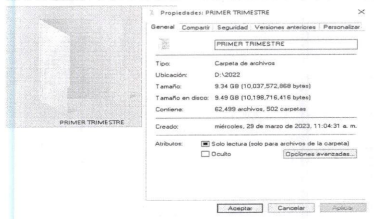 Propiedades: PRIMER TRIMESTRE
General Compartir Seguridad Versiones anteriores Personalizar
PRIMER TRIMESTRE
Tipo: Carpeta de archivos
Ubicación: D:\2022
Tamaño: 9.34 GB (10,037,572,868 bytes)
Tamaño en disco: 9.49 GB (10,198,716,416 bytes)
Contiene: 62,499 archivos, 502 carpetas
Creado: miércoles, 29 de marzo de 2023, 11:04:31 a. m.
Atributos: Solo lectura (solo para archivos de la carpeta)
Oculto Opciones avanzadas...
Aceptar Cancelar Aplicar
PRIMER TRIMESTRE